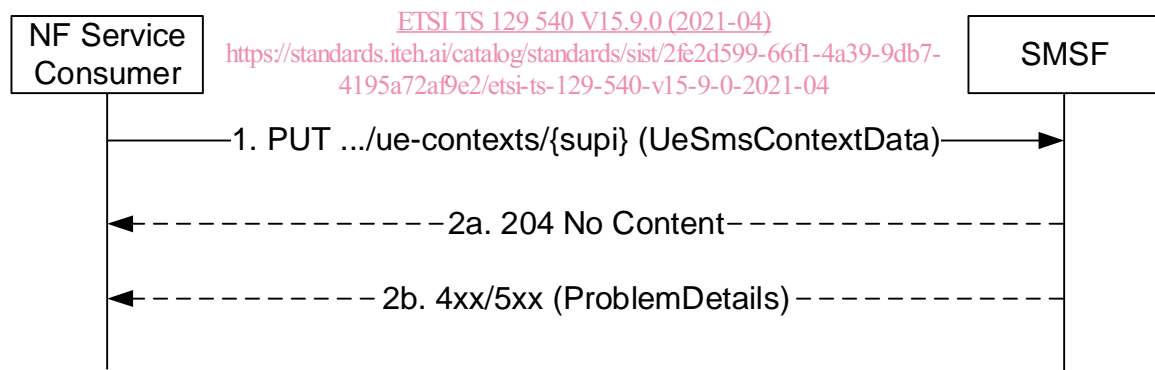 NF Service
Consumer
ETSI TS 129 540 V15.9.0 (2021-04)
https://standards.iteh.ai/catalog/standards/sist/2fe2d599-66f1-4a39-9db7-
4195a72af9e2/etsi-ts-129-540-v15-9-0-2021-04
SMSF
1. PUT .../ue-contexts/{supi} (UeSmsContextData)
2a. 204 No Content
2b. 4xx/5xx (ProblemDetails)